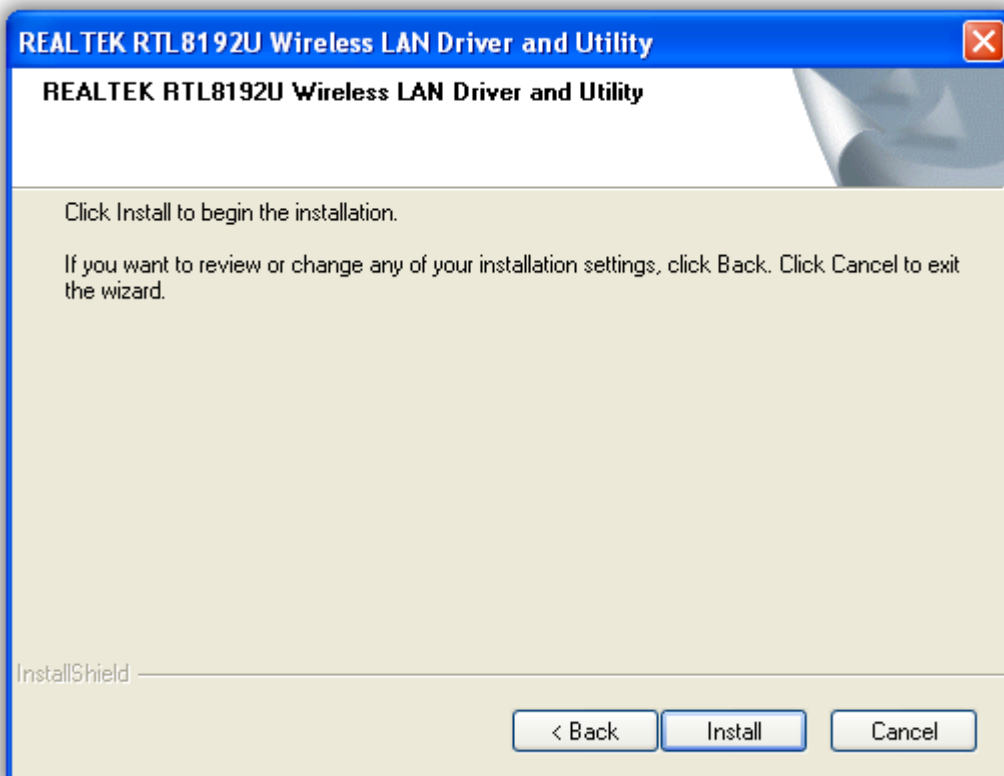 REALTEK RTL8192U Wireless LAN Driver and Utility
REALTEK RTL8192U Wireless LAN Driver and Utility
Click Install to begin the installation.
If you want to review or change any of your installation settings, click Back. Click Cancel to exit
the wizard.
InstallShield
< Back
Install
Cancel